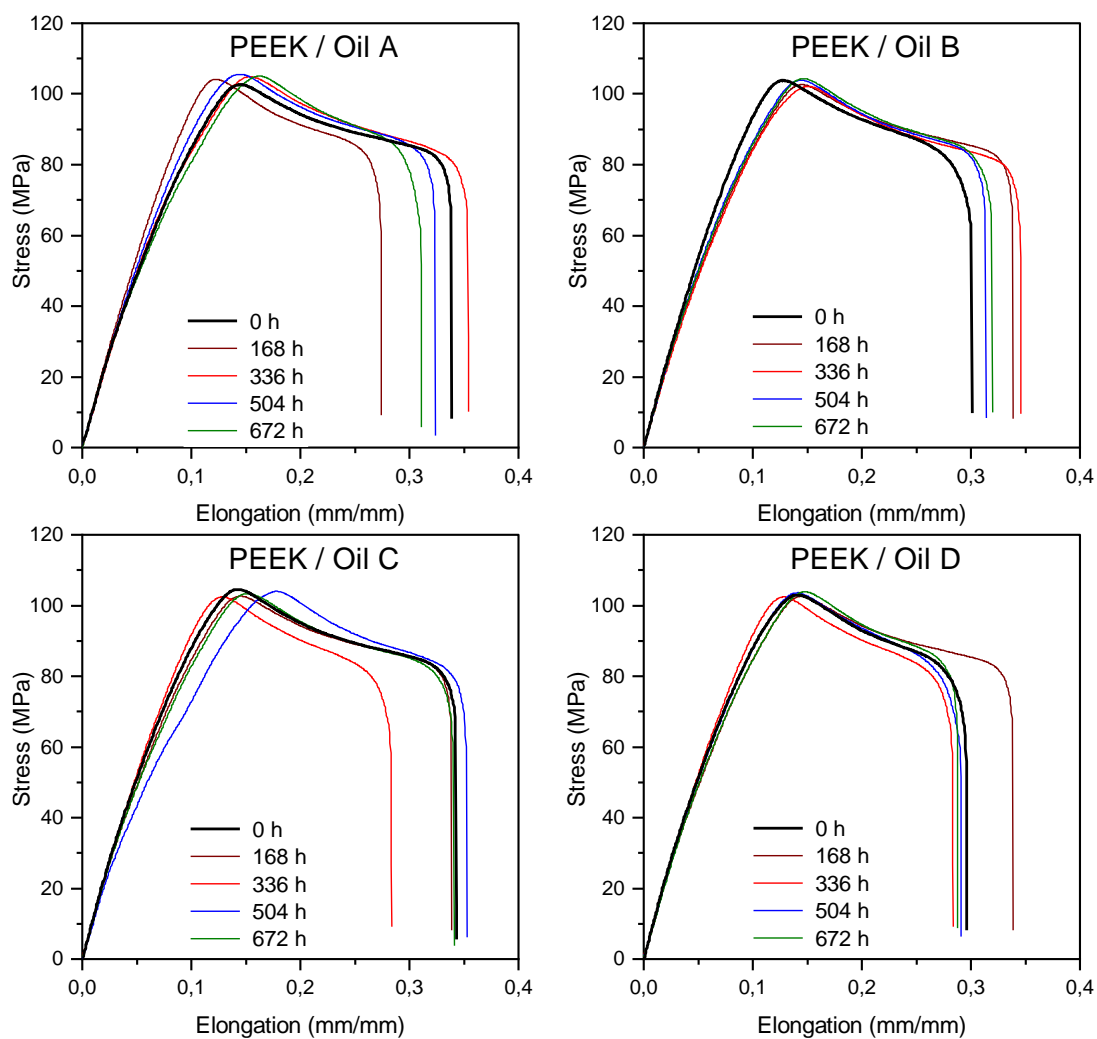 PEEK / Oil A
120
100
80
60
40
20
0
Stress (MPa)
0 h
168 h
336 h
504 h
672 h
0,0 0,1 0,2 0,3 0,4
Elongation (mm/mm)
PEEK / Oil B
120
100
80
60
40
20
0
Stress (MPa)
0 h
168 h
336 h
504 h
672 h
0,0 0,1 0,2 0,3 0,4
Elongation (mm/mm)
PEEK / Oil C
120
100
80
60
40
20
0
Stress (MPa)
0 h
168 h
336 h
504 h
672 h
0,0 0,1 0,2 0,3 0,4
Elongation (mm/mm)
PEEK / Oil D
120
100
80
60
40
20
0
Stress (MPa)
0 h
168 h
336 h
504 h
672 h
0,0 0,1 0,2 0,3 0,4
Elongation (mm/mm)